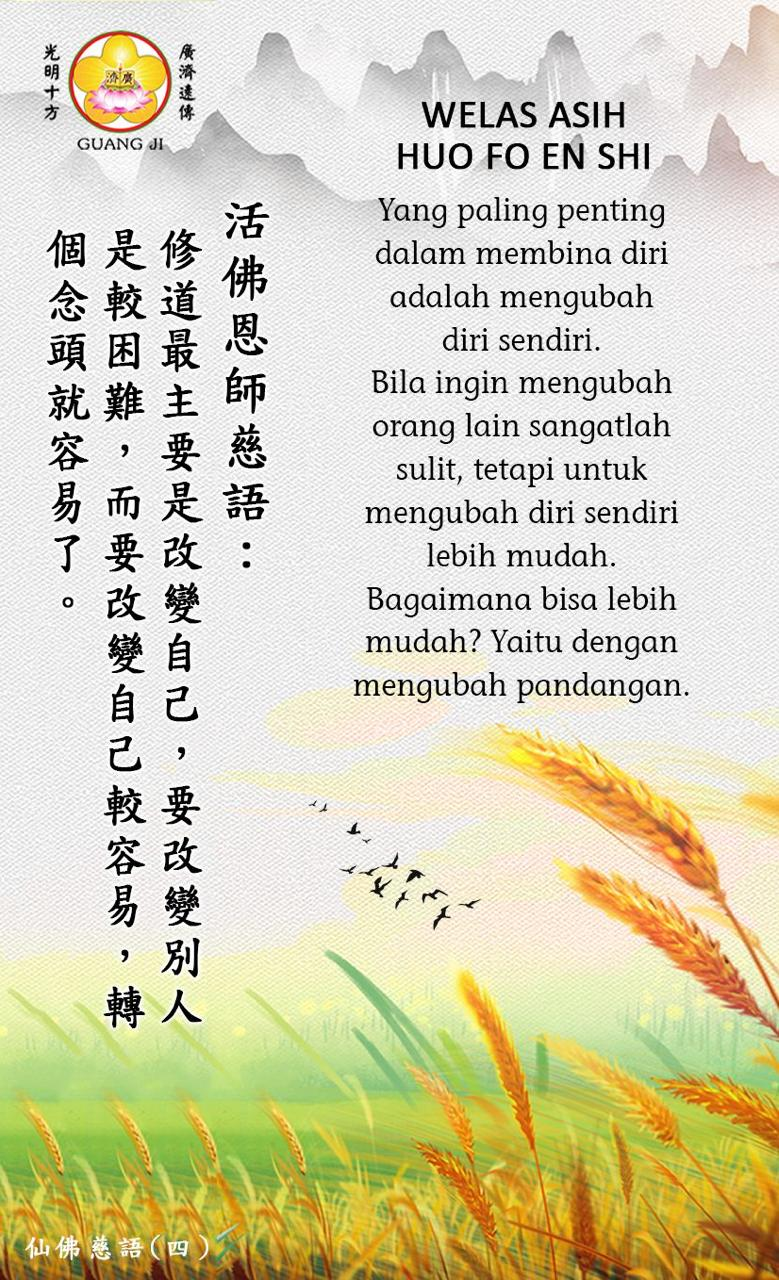 光明十方
廣濟遠傳
廣濟
GUANG JI
活佛恩師慈語：
修道最主要是改變自己，要改變別人
是較困難，而要改變自己較容易，轉
個念頭就容易了。
WELAS ASIH
HUO FO EN SHI
Yang paling penting
dalam membina diri
adalah mengubah
diri sendiri.
Bila ingin mengubah
orang lain sangatlah
sulit, tetapi untuk
mengubah diri sendiri
lebih mudah.
Bagaimana bisa lebih
mudah? Yaitu dengan
mengubah pandangan.
仙佛慈語(四)